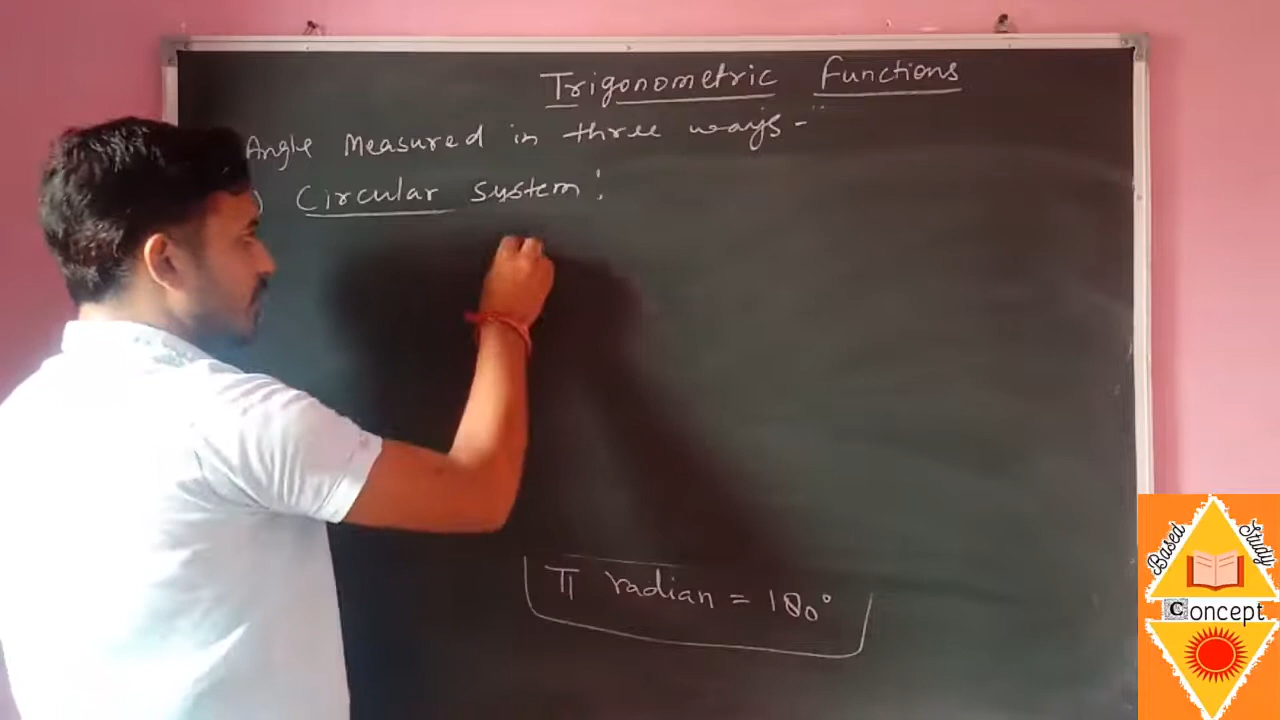 Trigonometric Functions
Angle Measured in three ways -
) Circular System :
π radian = 180°
Based Study
Concept